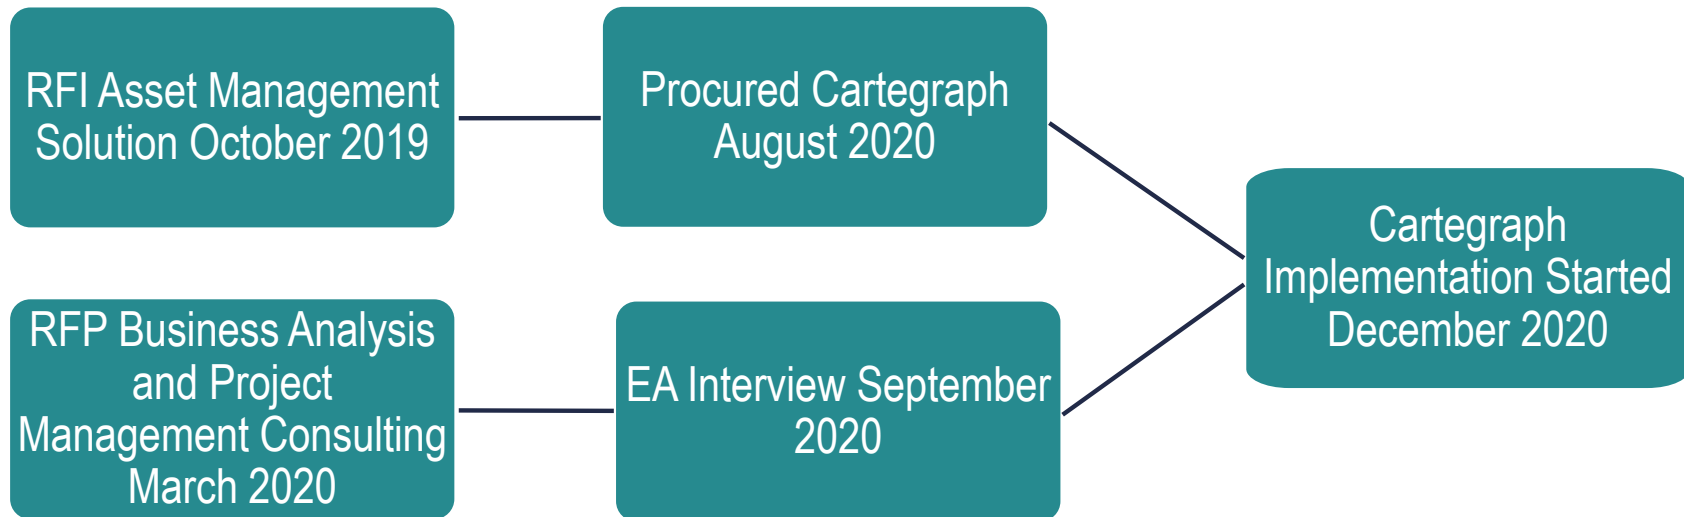 RFI Asset Management
Solution October 2019
Procured Cartegraph
August 2020
Cartegraph
Implementation Started
December 2020
RFP Business Analysis
and Project
Management Consulting
March 2020
EA Interview September
2020